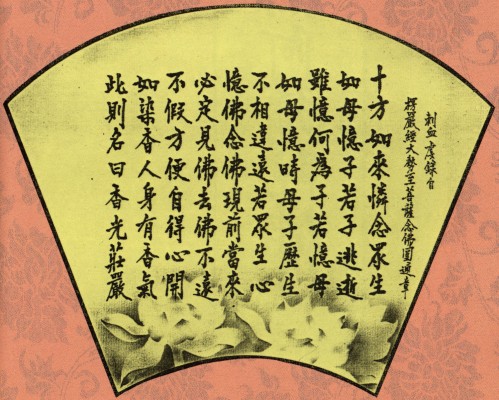 刺血虔錄自
楞嚴經大勢至菩薩念佛圓通章
十方如來憐念眾生
如母憶子若子逃逝
雖憶何為子若憶母
如母憶時母子歷生
不相違遠若眾生心
憶佛念佛現前當來
必定見佛去佛不遠
不假方便自得心開
如染香人身有香氣
此則名曰香光莊嚴